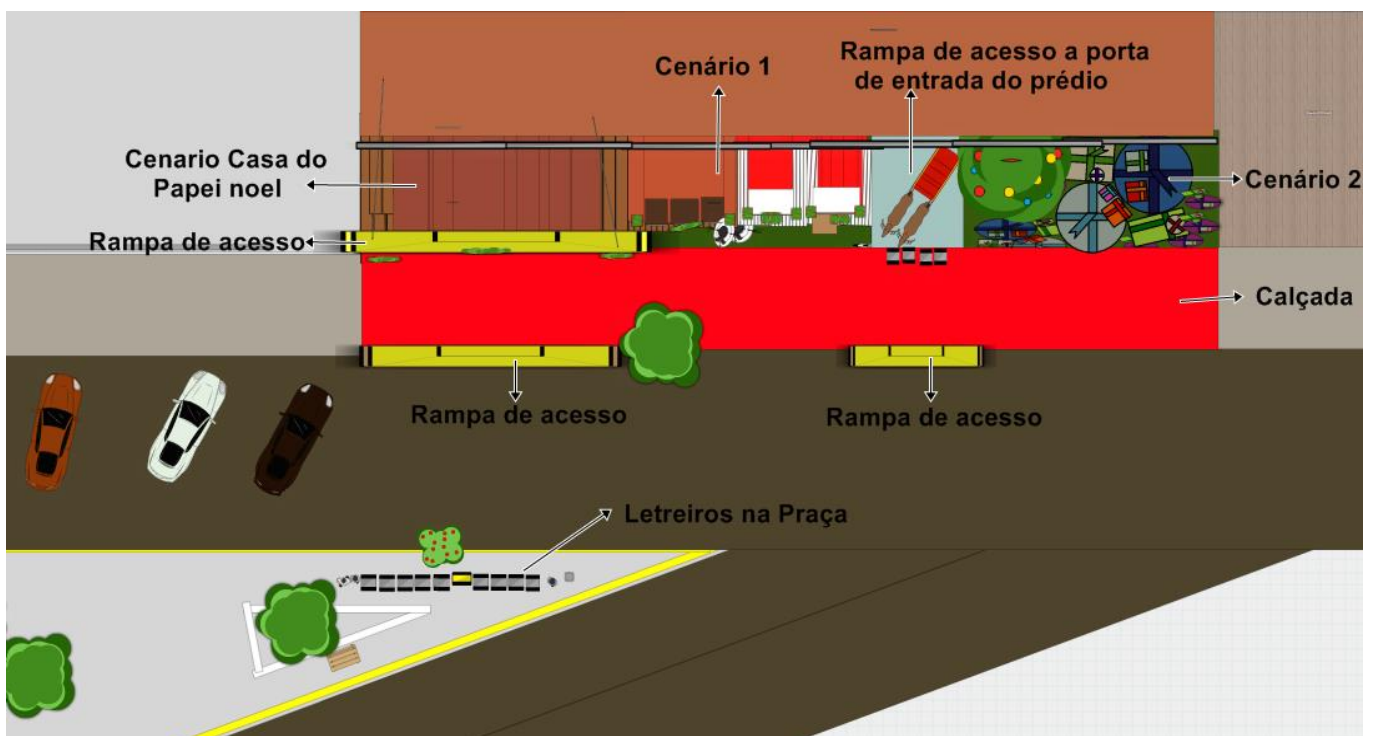 Cenário 1
Rampa de acesso a porta
de entrada do prédio
Cenario Casa do
Papei noel
Cenário 2
Rampa de acesso
Calçada
Rampa de acesso
Rampa de acesso
Letreiros na Praça